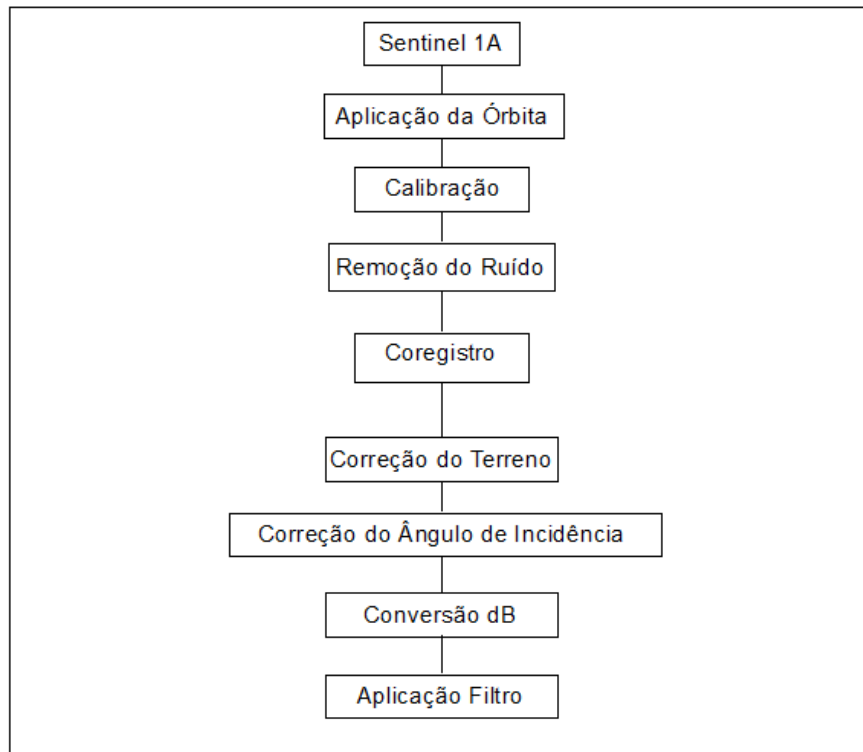 Sentinel 1A
Aplicação da Órbita
Calibração
Remoção do Ruído
Coregistro
Correção do Terreno
Correção do Ângulo de Incidência
Conversão dB
Aplicação Filtro